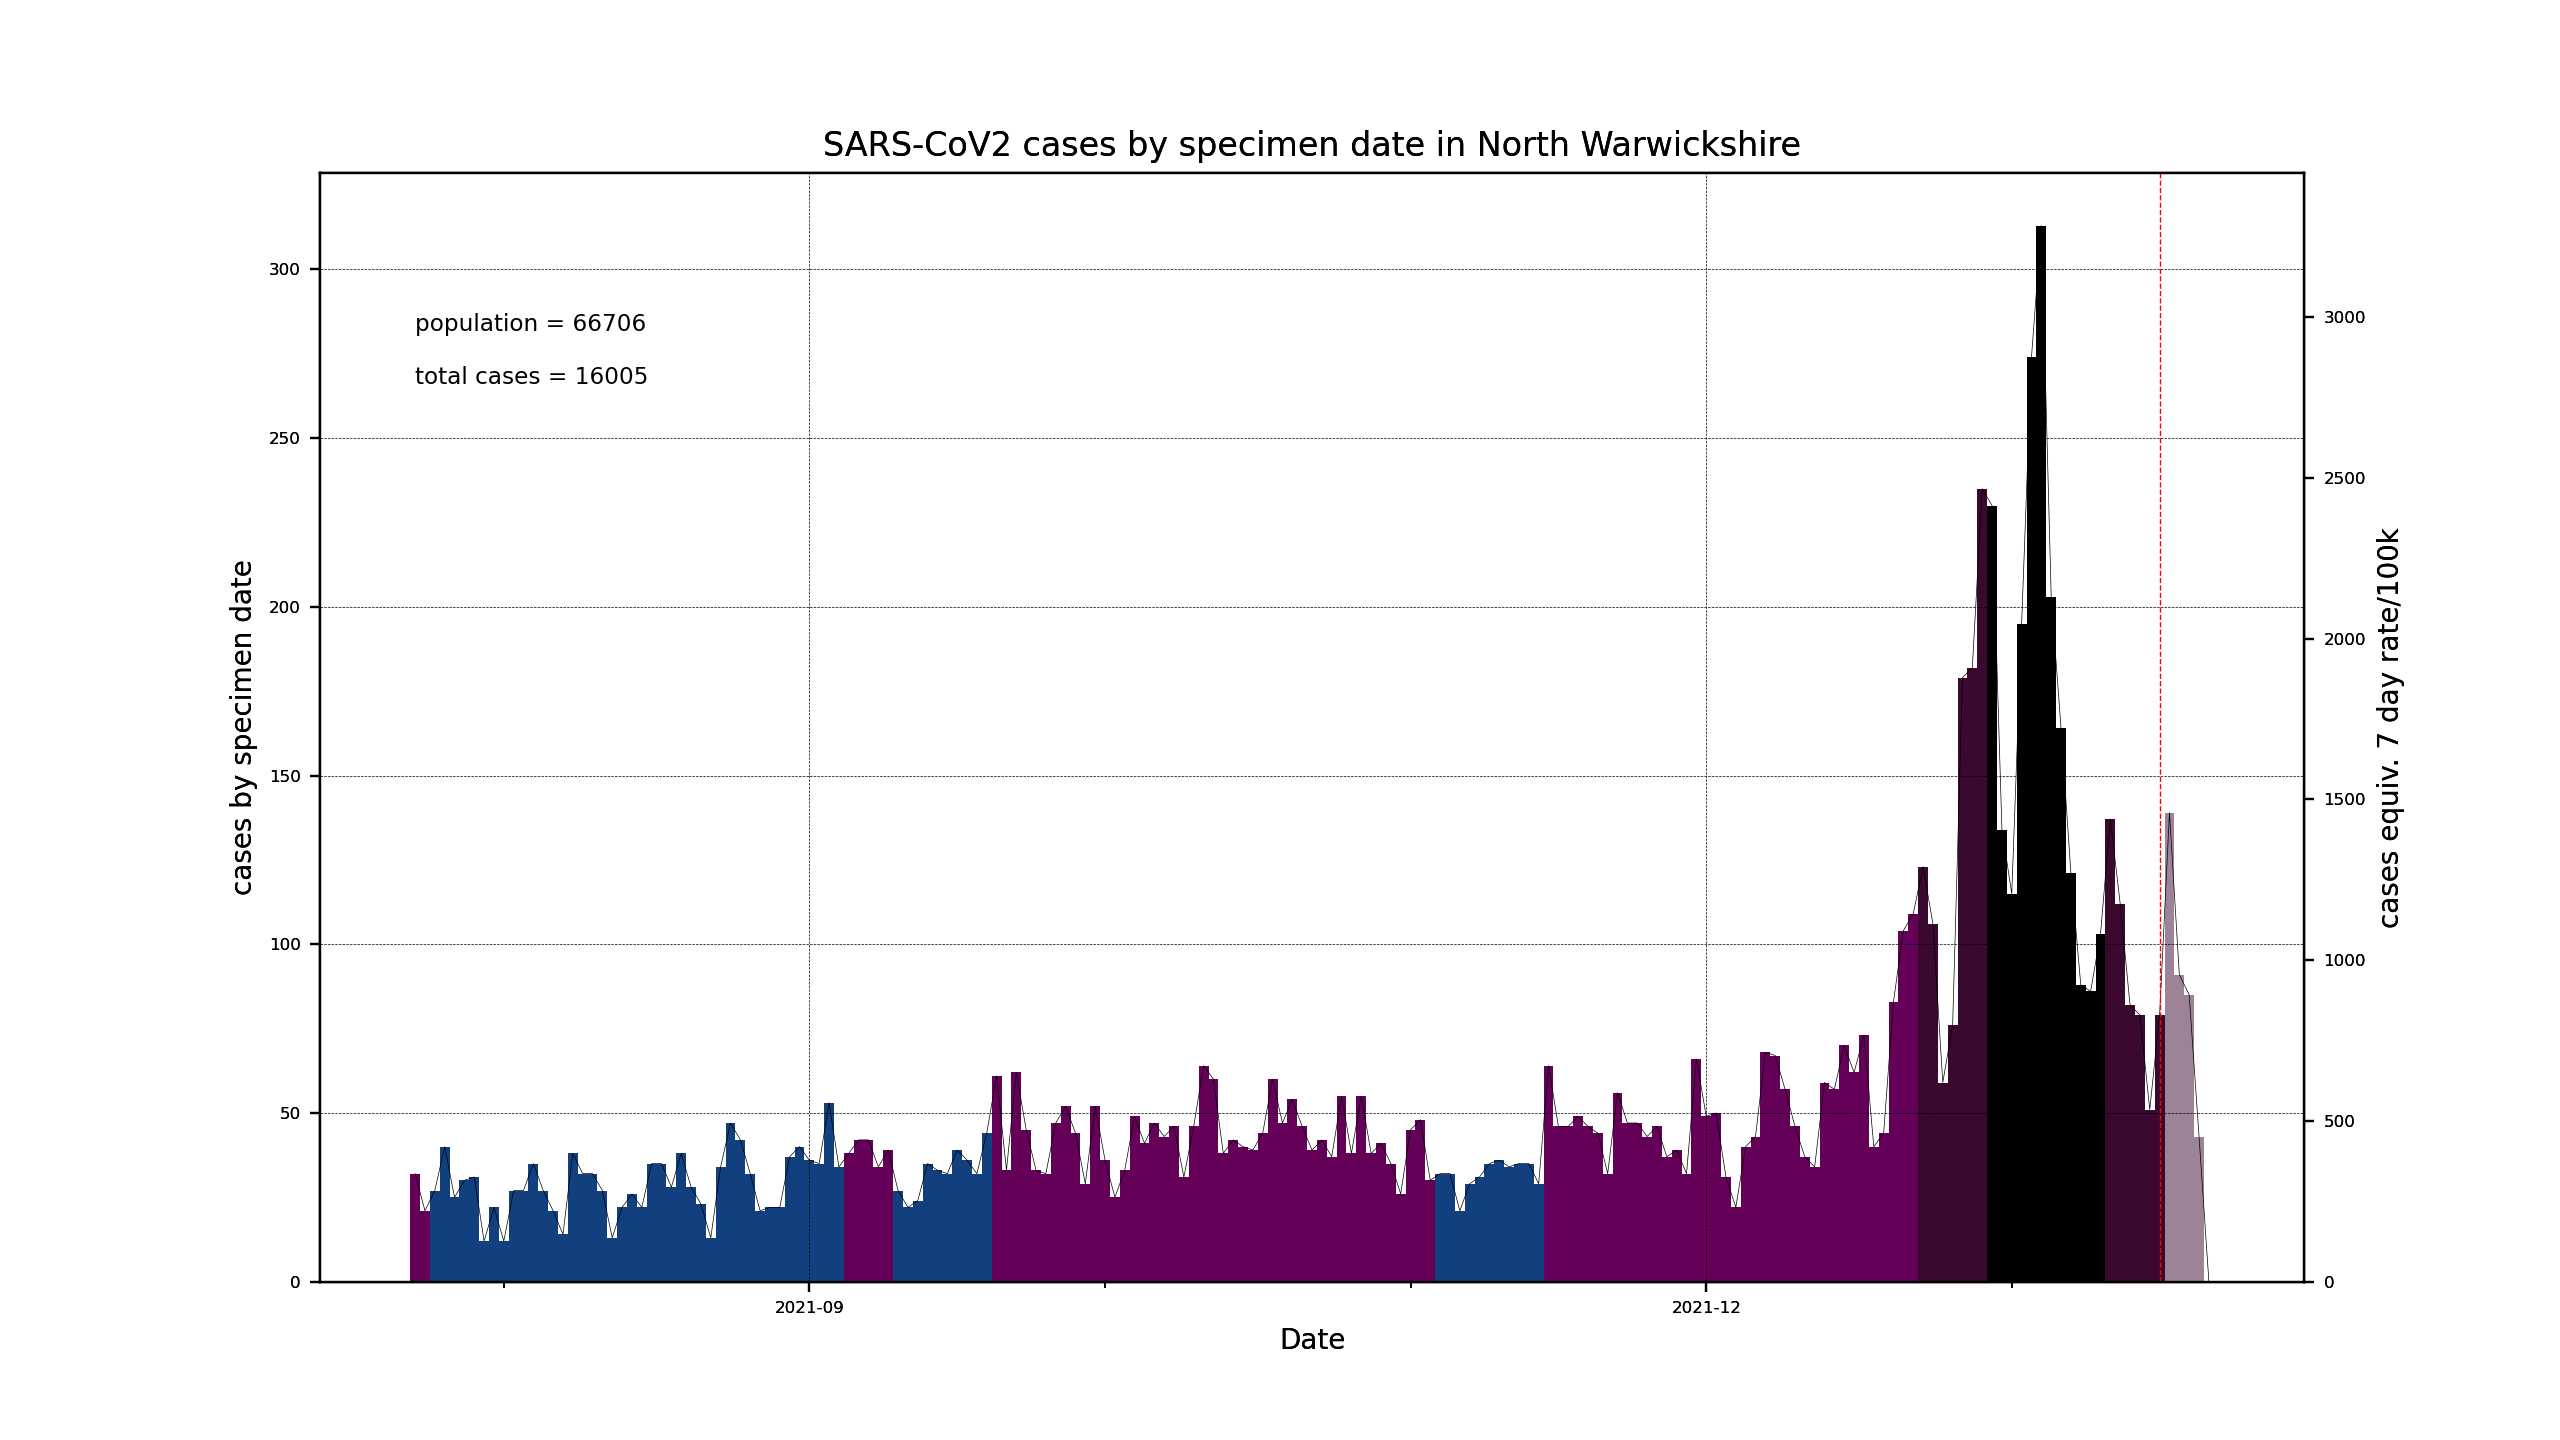 SARS-CoV2 cases by specimen date in North Warwickshire
population = 66706
total cases = 16005
cases by specimen date
300
250
200
150
100
50
0
cases equiv. 7 day rate/100k
3000
2500
2000
1500
1000
500
0
2021-09
2021-12
Date